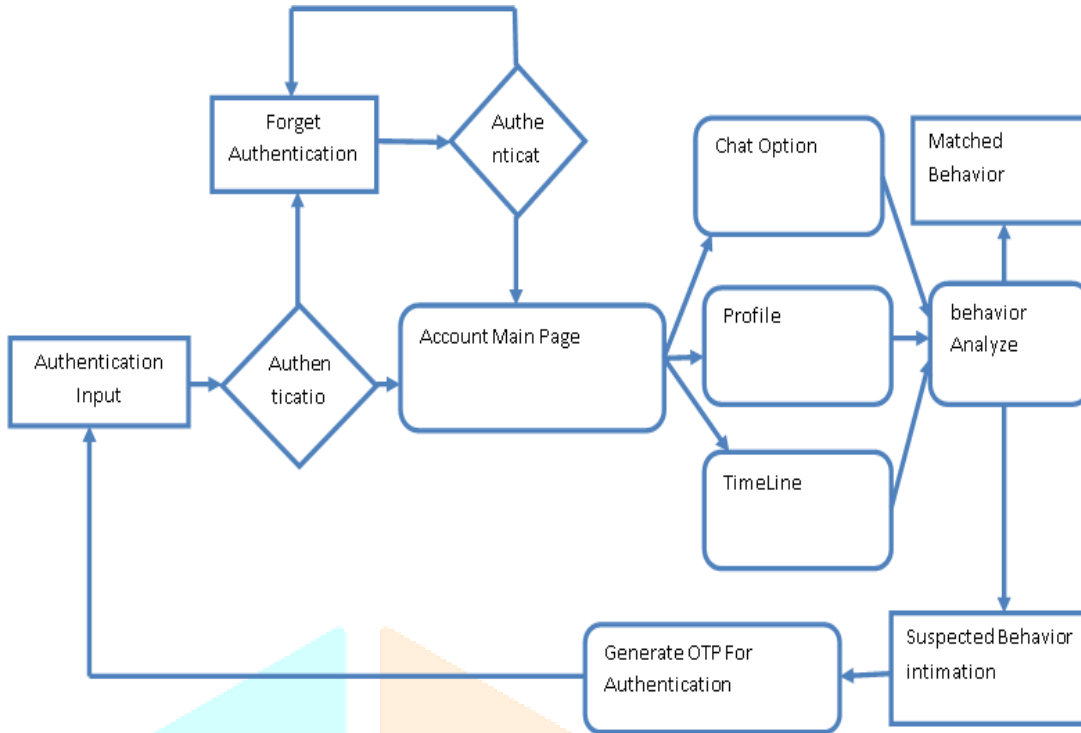 Forget
Authentication
Authe
nticat
Chat Option
Matched
Behavior
Authentication
Input
Authen
ticatio
Account Main Page
Profile
behavior
Analyze
TimeLine
Generate OTP For
Authentication
Suspected Behavior
intimation